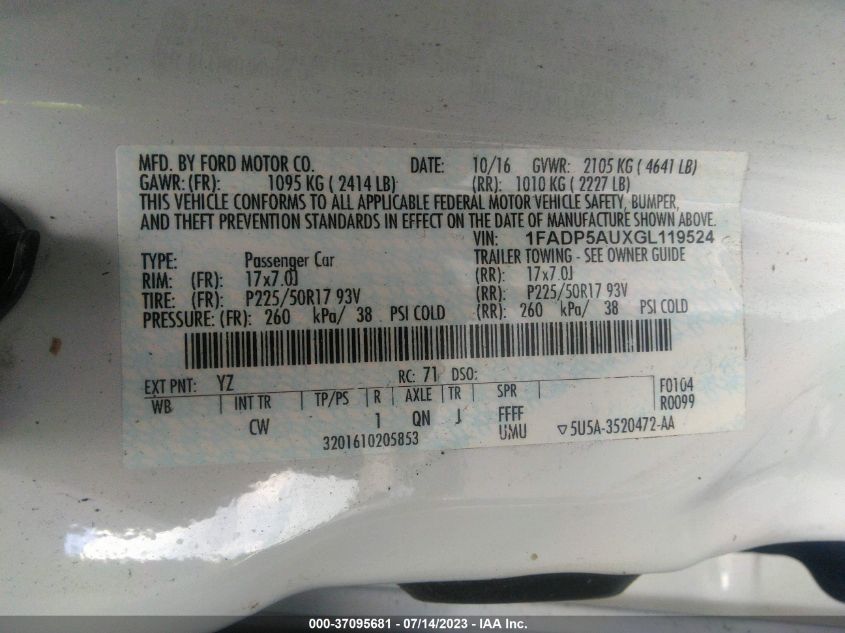 MFD. BY FORD MOTOR CO. DATE: 10/16 GVWR: 2105 KG ( 4641 LB)
GAWR: (FR): 1095 KG ( 2414 LB) (RR): 1010 KG ( 2227 LB)
THIS VEHICLE CONFORMS TO ALL APPLICABLE FEDERAL MOTOR VEHICLE SAFETY, BUMPER,
AND THEFT PREVENTION STANDARDS IN EFFECT ON THE DATE OF MANUFACTURE SHOWN ABOVE.
VIN: 1FADP5AUXGL119524
TYPE: Passenger Car TRAILER TOWING - SEE OWNER GUIDE
RIM: (FR): 17x7.0J (RR): 17x7.0J
TIRE: (FR): P225/50R17 93V (RR): P225/50R17 93V
PRESSURE: (FR): 260 kPa/ 38 PSI COLD (RR): 260 kPa/ 38 PSI COLD
EXT PNT: YZ RC: 71 DSO: F0104
WB INT TR TP/PS R AXLE TR SPR R0099
CW 1 QN J FFFF
3201610205853 UMU ▽5U5A-3520472-AA
000-37095681 - 07/14/2023 - IAA Inc.